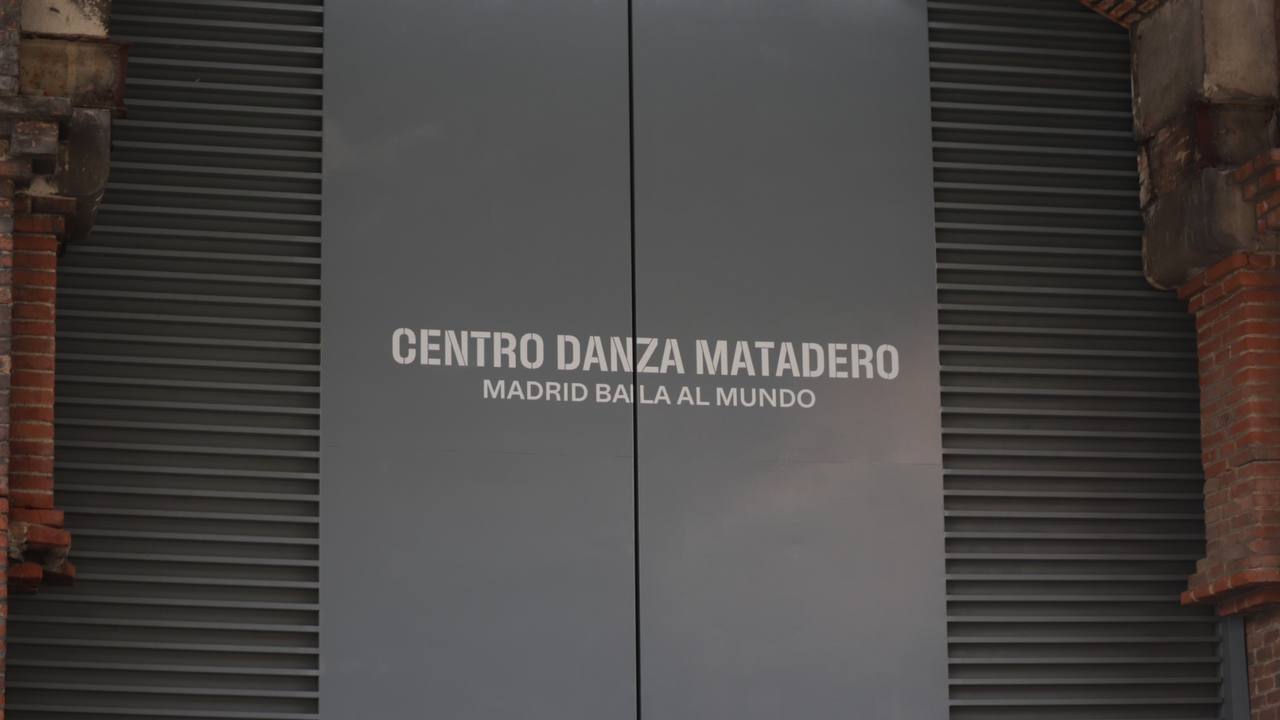 CENTRO DANZA MATADERO
MADRID BAILA AL MUNDO